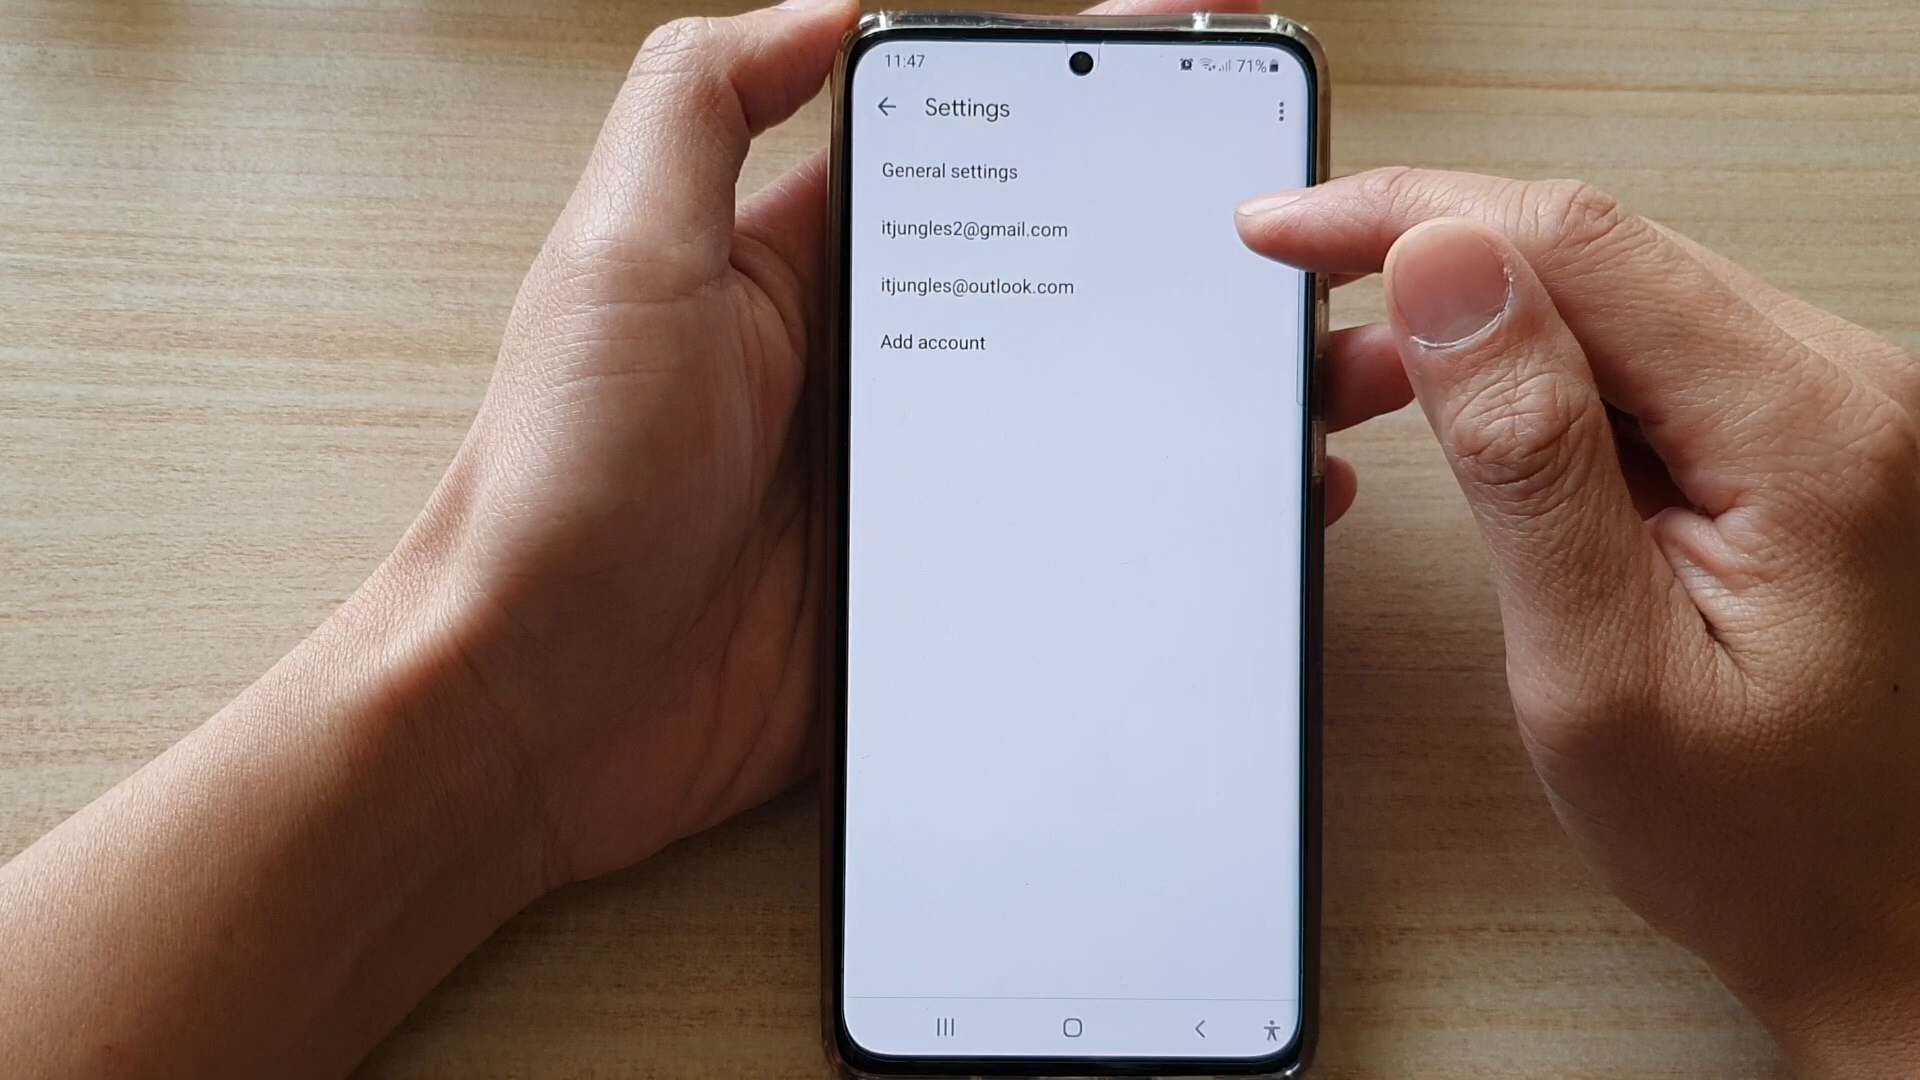 11:47
71%
Settings
General settings
itjungles2@gmail.com
itjungles@outlook.com
Add account